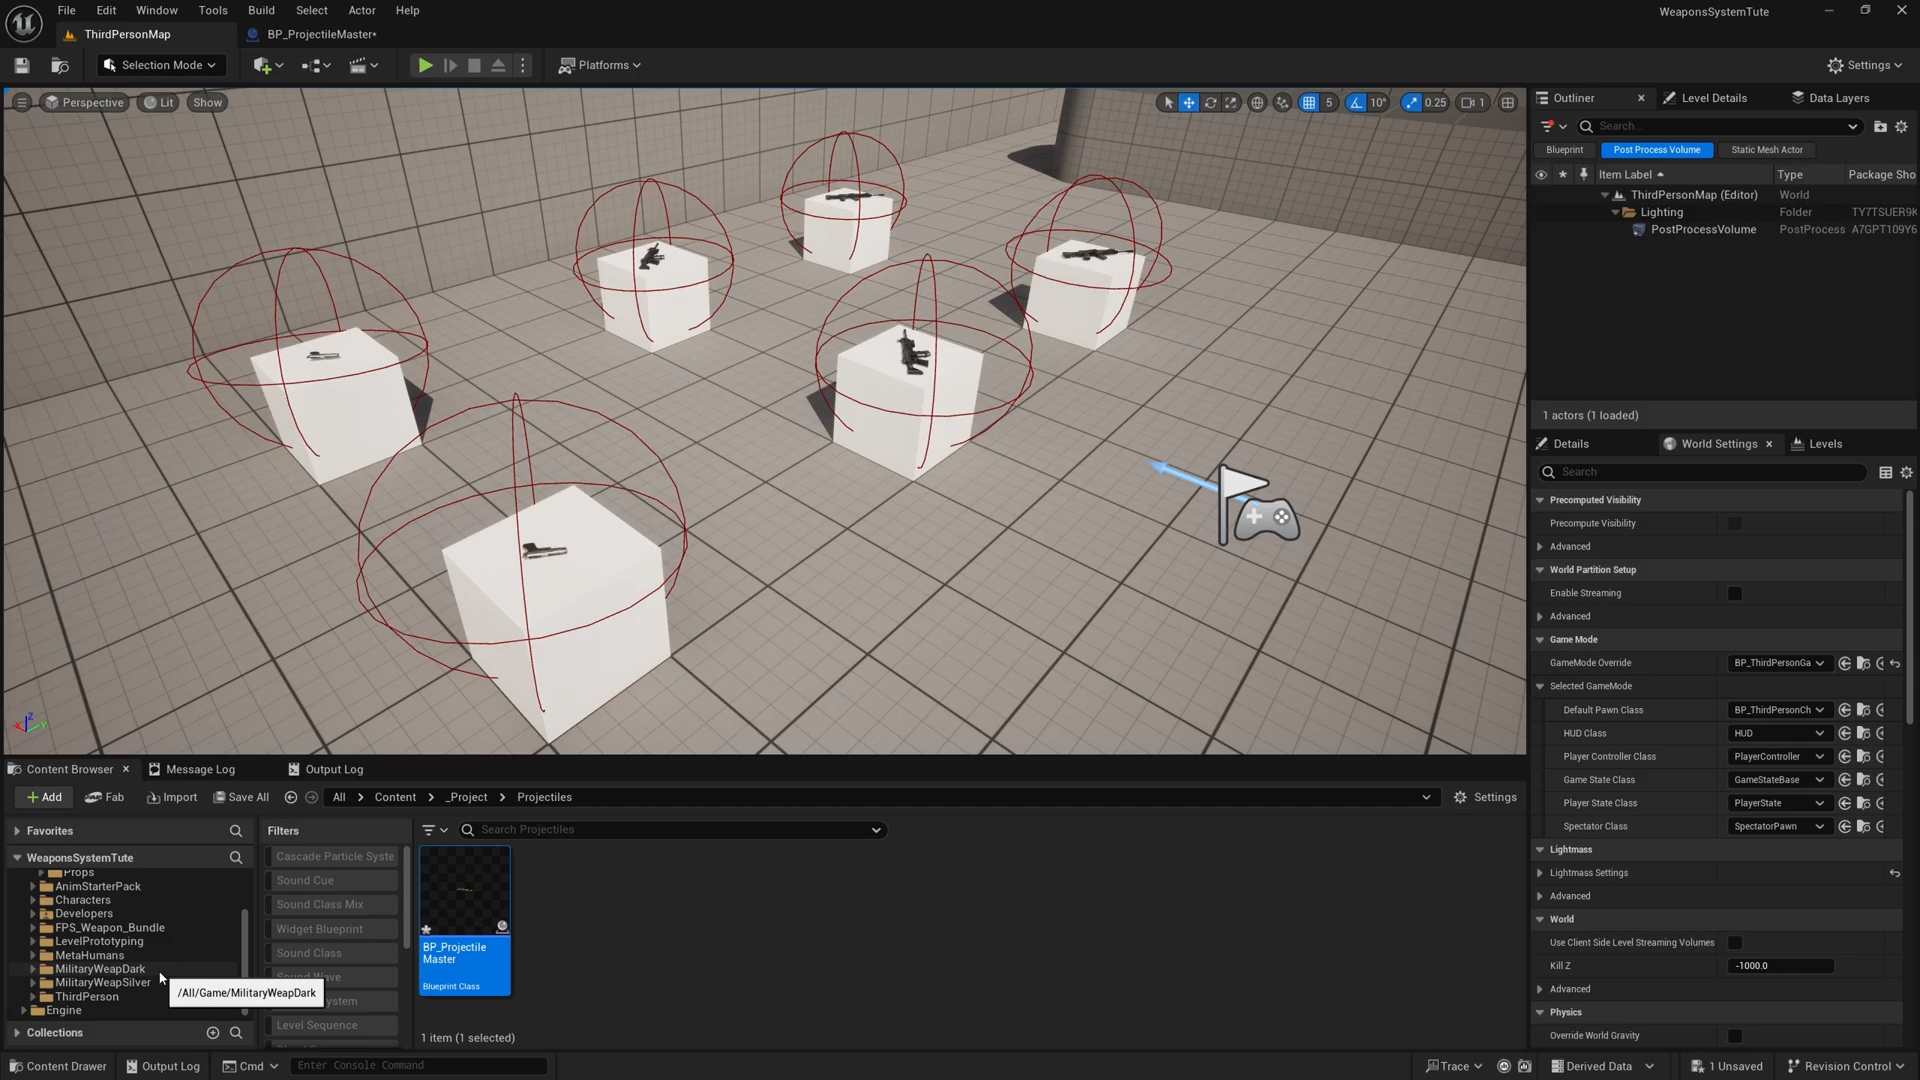 File Edit Window Tools Build Select Actor Help
WeaponsSystemTute
ThirdPersonMap
BP_ProjectileMaster*
Selection Mode
Platforms
Settings
Perspective Lit Show
5 10° 0.25 1
Outliner
Level Details
Data Layers
Search...
Blueprint Post Process Volume Static Mesh Actor
Item Label Type Package Sho
ThirdPersonMap (Editor) World
Lighting Folder TY7TSUER9K
PostProcessVolume PostProcess A7GPT109Y6
1 actors (1 loaded)
Details World Settings Levels
Search
Precomputed Visibility
Precompute Visibility
Advanced
World Partition Setup
Enable Streaming
Advanced
Game Mode
GameMode Override BP_ThirdPersonGa
Selected GameMode
Default Pawn Class BP_ThirdPersonCh
HUD Class HUD
Player Controller Class PlayerController
Game State Class GameStateBase
Player State Class PlayerState
Spectator Class SpectatorPawn
Lightmass
Lightmass Settings
Advanced
World
Use Client Side Level Streaming Volumes
Kill Z -1000.0
Advanced
Physics
Override World Gravity
X Z Y
Content Browser Message Log Output Log
Add Fab Import Save All All > Content > _Project > Projectiles Settings
Favorites
WeaponsSystemTute
Props
AnimStarterPack
Characters
Developers
FPS_Weapon_Bundle
LevelPrototyping
MetaHumans
MilitaryWeapDark
MilitaryWeapSilver
ThirdPerson
Engine
Collections
/All/Game/MilitaryWeapDark
Filters
Cascade Particle Syste
Sound Cue
Sound Class Mix
Widget Blueprint
Sound Class
Sound Wave
ystem
Level Sequence
Search Projectiles
BP_Projectile
Master
Blueprint Class
1 item (1 selected)
Content Drawer Output Log Cmd Enter Console Command
Trace Derived Data 1 Unsaved Revision Control